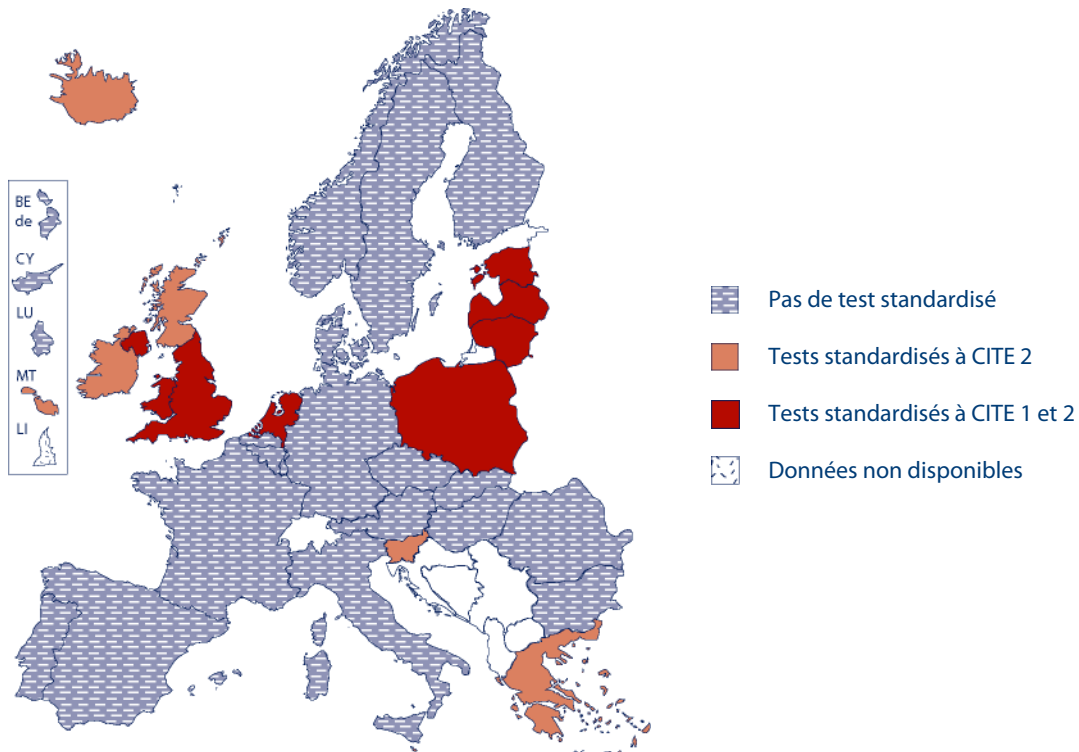 BE
de
CY
LU
MT
LI
Pas de test standardisé
Tests standardisés à CITE 2
Tests standardisés à CITE 1 et 2
Données non disponibles